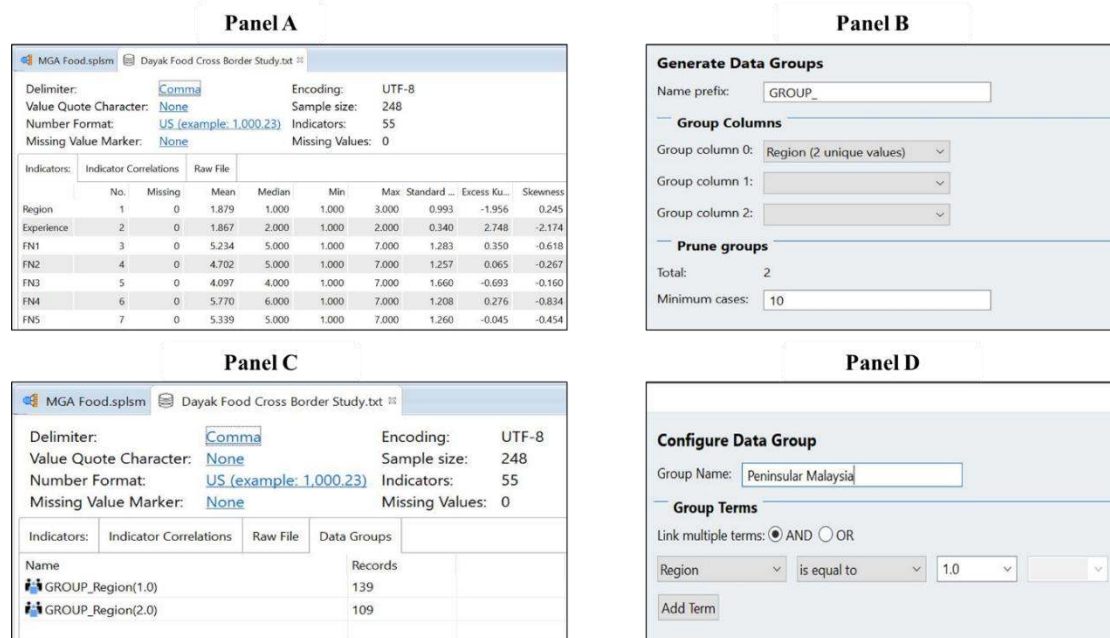 Panel A
MGA Food.splsm Dayak Food Cross Border Study.txt
Delimiter: Comma Encoding: UTF-8
Value Quote Character: None Sample size: 248
Number Format: US (example: 1,000.23) Indicators: 55
Missing Value Marker: None Missing Values: 0
Indicators: Indicator Correlations Raw File
No. Missing Mean Median Min Max Standard ... Excess Ku... Skewness
Region 1 0 1.879 1.000 1.000 3.000 0.993 -1.956 0.245
Experience 2 0 1.867 2.000 1.000 2.000 0.340 2.748 -2.174
FN1 3 0 5.234 5.000 1.000 7.000 1.283 0.350 -0.618
FN2 4 0 4.702 5.000 1.000 7.000 1.257 0.065 -0.267
FN3 5 0 4.097 4.000 1.000 7.000 1.660 -0.693 -0.160
FN4 6 0 5.770 6.000 1.000 7.000 1.208 0.276 -0.834
FN5 7 0 5.339 5.000 1.000 7.000 1.260 -0.045 -0.454
Panel B
Generate Data Groups
Name prefix: GROUP_
Group Columns
Group column 0: Region (2 unique values)
Group column 1:
Group column 2:
Prune groups
Total: 2
Minimum cases: 10
Panel C
MGA Food.splsm Dayak Food Cross Border Study.txt
Delimiter: Comma Encoding: UTF-8
Value Quote Character: None Sample size: 248
Number Format: US (example: 1,000.23) Indicators: 55
Missing Value Marker: None Missing Values: 0
Indicators: Indicator Correlations Raw File Data Groups
Name Records
GROUP_Region(1.0) 139
GROUP_Region(2.0) 109
Panel D
Configure Data Group
Group Name: Peninsular Malaysia
Group Terms
Link multiple terms: AND OR
Region is equal to 1.0
Add Term